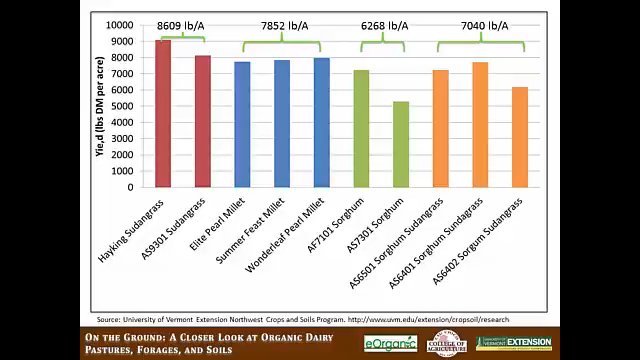 8609 lb/A 7852 lb/A 6268 lb/A 7040 lb/A
Yie,d (lbs DM per acre)
10000
9000
8000
7000
6000
5000
4000
3000
2000
1000
0
Hayking Sudangrass
AS9301 Sudangrass
Elite Pearl Millet
Summer Feast Millet
Wonderleaf Pearl Millet
AF7101 Sorghum
AS7301 Sorghum
AS6501 Sorghum Sudangrass
AS6401 Sorghum Sundagrass
AS6402 Sorgum Sudangrass
Source: University of Vermont Extension Northwest Crops and Soils Program. http://www.uvm.edu/extension/cropsoil/research
On the Ground: A Closer Look at Organic Dairy
Pastures, Forages, and Soils
eOrganic
COLLEGE OF
AGRICULTURE
EXTENSION